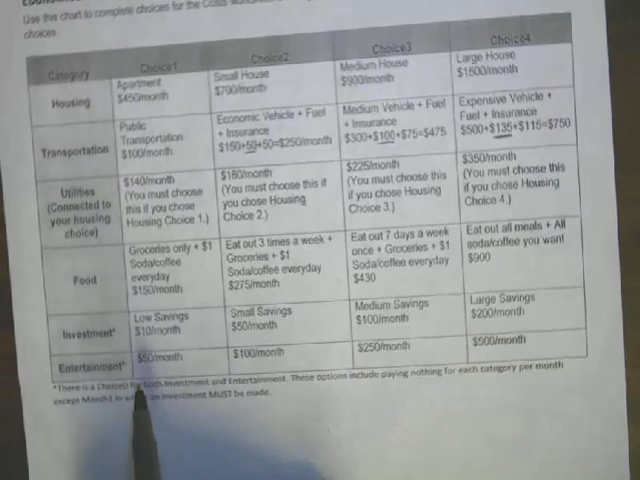 Use this chart to complete choices for the Costs
choices.
Category Choice1 Choice2 Choice3 Choice4
Housing
Apartment
$450/month
Small House
$700/month
Medium House
$900/month
Large House
$1500/month
Transportation
Public
Transportation
$100/month
Economic Vehicle + Fuel
+ Insurance
$150+50+50=$250/month
Medium Vehicle + Fuel
+ Insurance
$300+$100+$75=$475
Expensive Vehicle +
Fuel + Insurance
$500+$135+$115=$750
Utilities
(Connected to
your housing
choice)
$140/month
(You must choose
this if you chose
Housing Choice 1.)
$180/month
(You must choose this if
you chose Housing
Choice 2.)
$225/month
(You must choose this
if you chose Housing
Choice 3.)
$350/month
(You must choose this
if you chose Housing
Choice 4.)
Food
Groceries only + $1
Soda/coffee
everyday
$150/month
Eat out 3 times a week +
Groceries + $1
Soda/coffee everyday
$275/month
Eat out 7 days a week
once + Groceries + $1
Soda/coffee everyday
$430
Eat out all meals + All
soda/coffee you want
$900
Investment*
Low Savings
$10/month
Small Savings
$50/month
Medium Savings
$100/month
Large Savings
$200/month
Entertainment*
$50/month
$100/month
$250/month
$500/month
*There is a Choice0 for both Investment and Entertainment. These options include paying nothing for each category per month
except Month1 in an investment MUST be made.